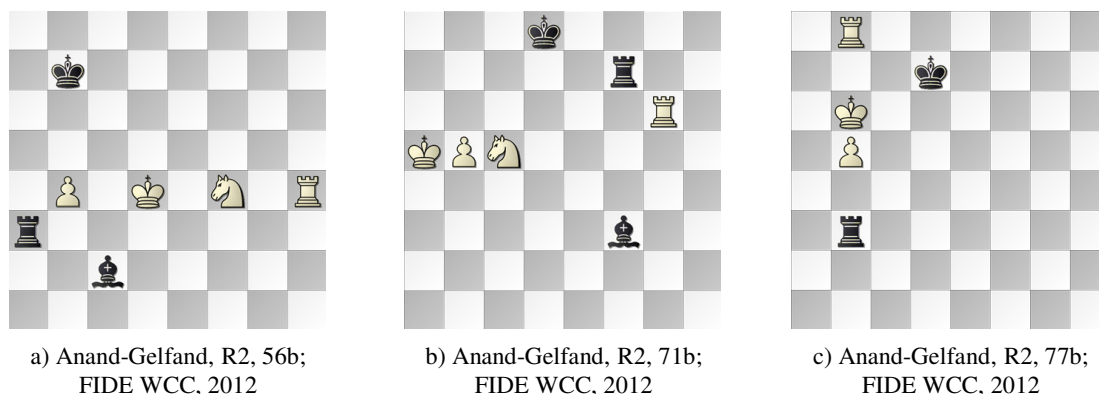 a) Anand-Gelfand, R2, 56b;
FIDE WCC, 2012
b) Anand-Gelfand, R2, 71b;
FIDE WCC, 2012
c) Anand-Gelfand, R2, 77b;
FIDE WCC, 2012